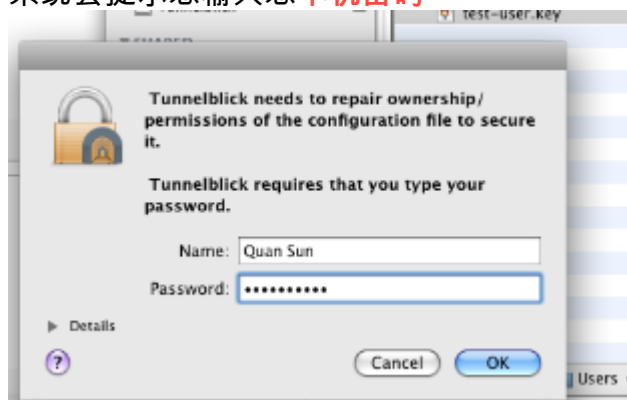 test-user.key
Tunnelblick needs to repair ownership/
permissions of the configuration file to secure
it.
Tunnelblick requires that you type your
password.
Name: Quan Sun
Password: ••••••••••
Details
?
Cancel
OK
Users